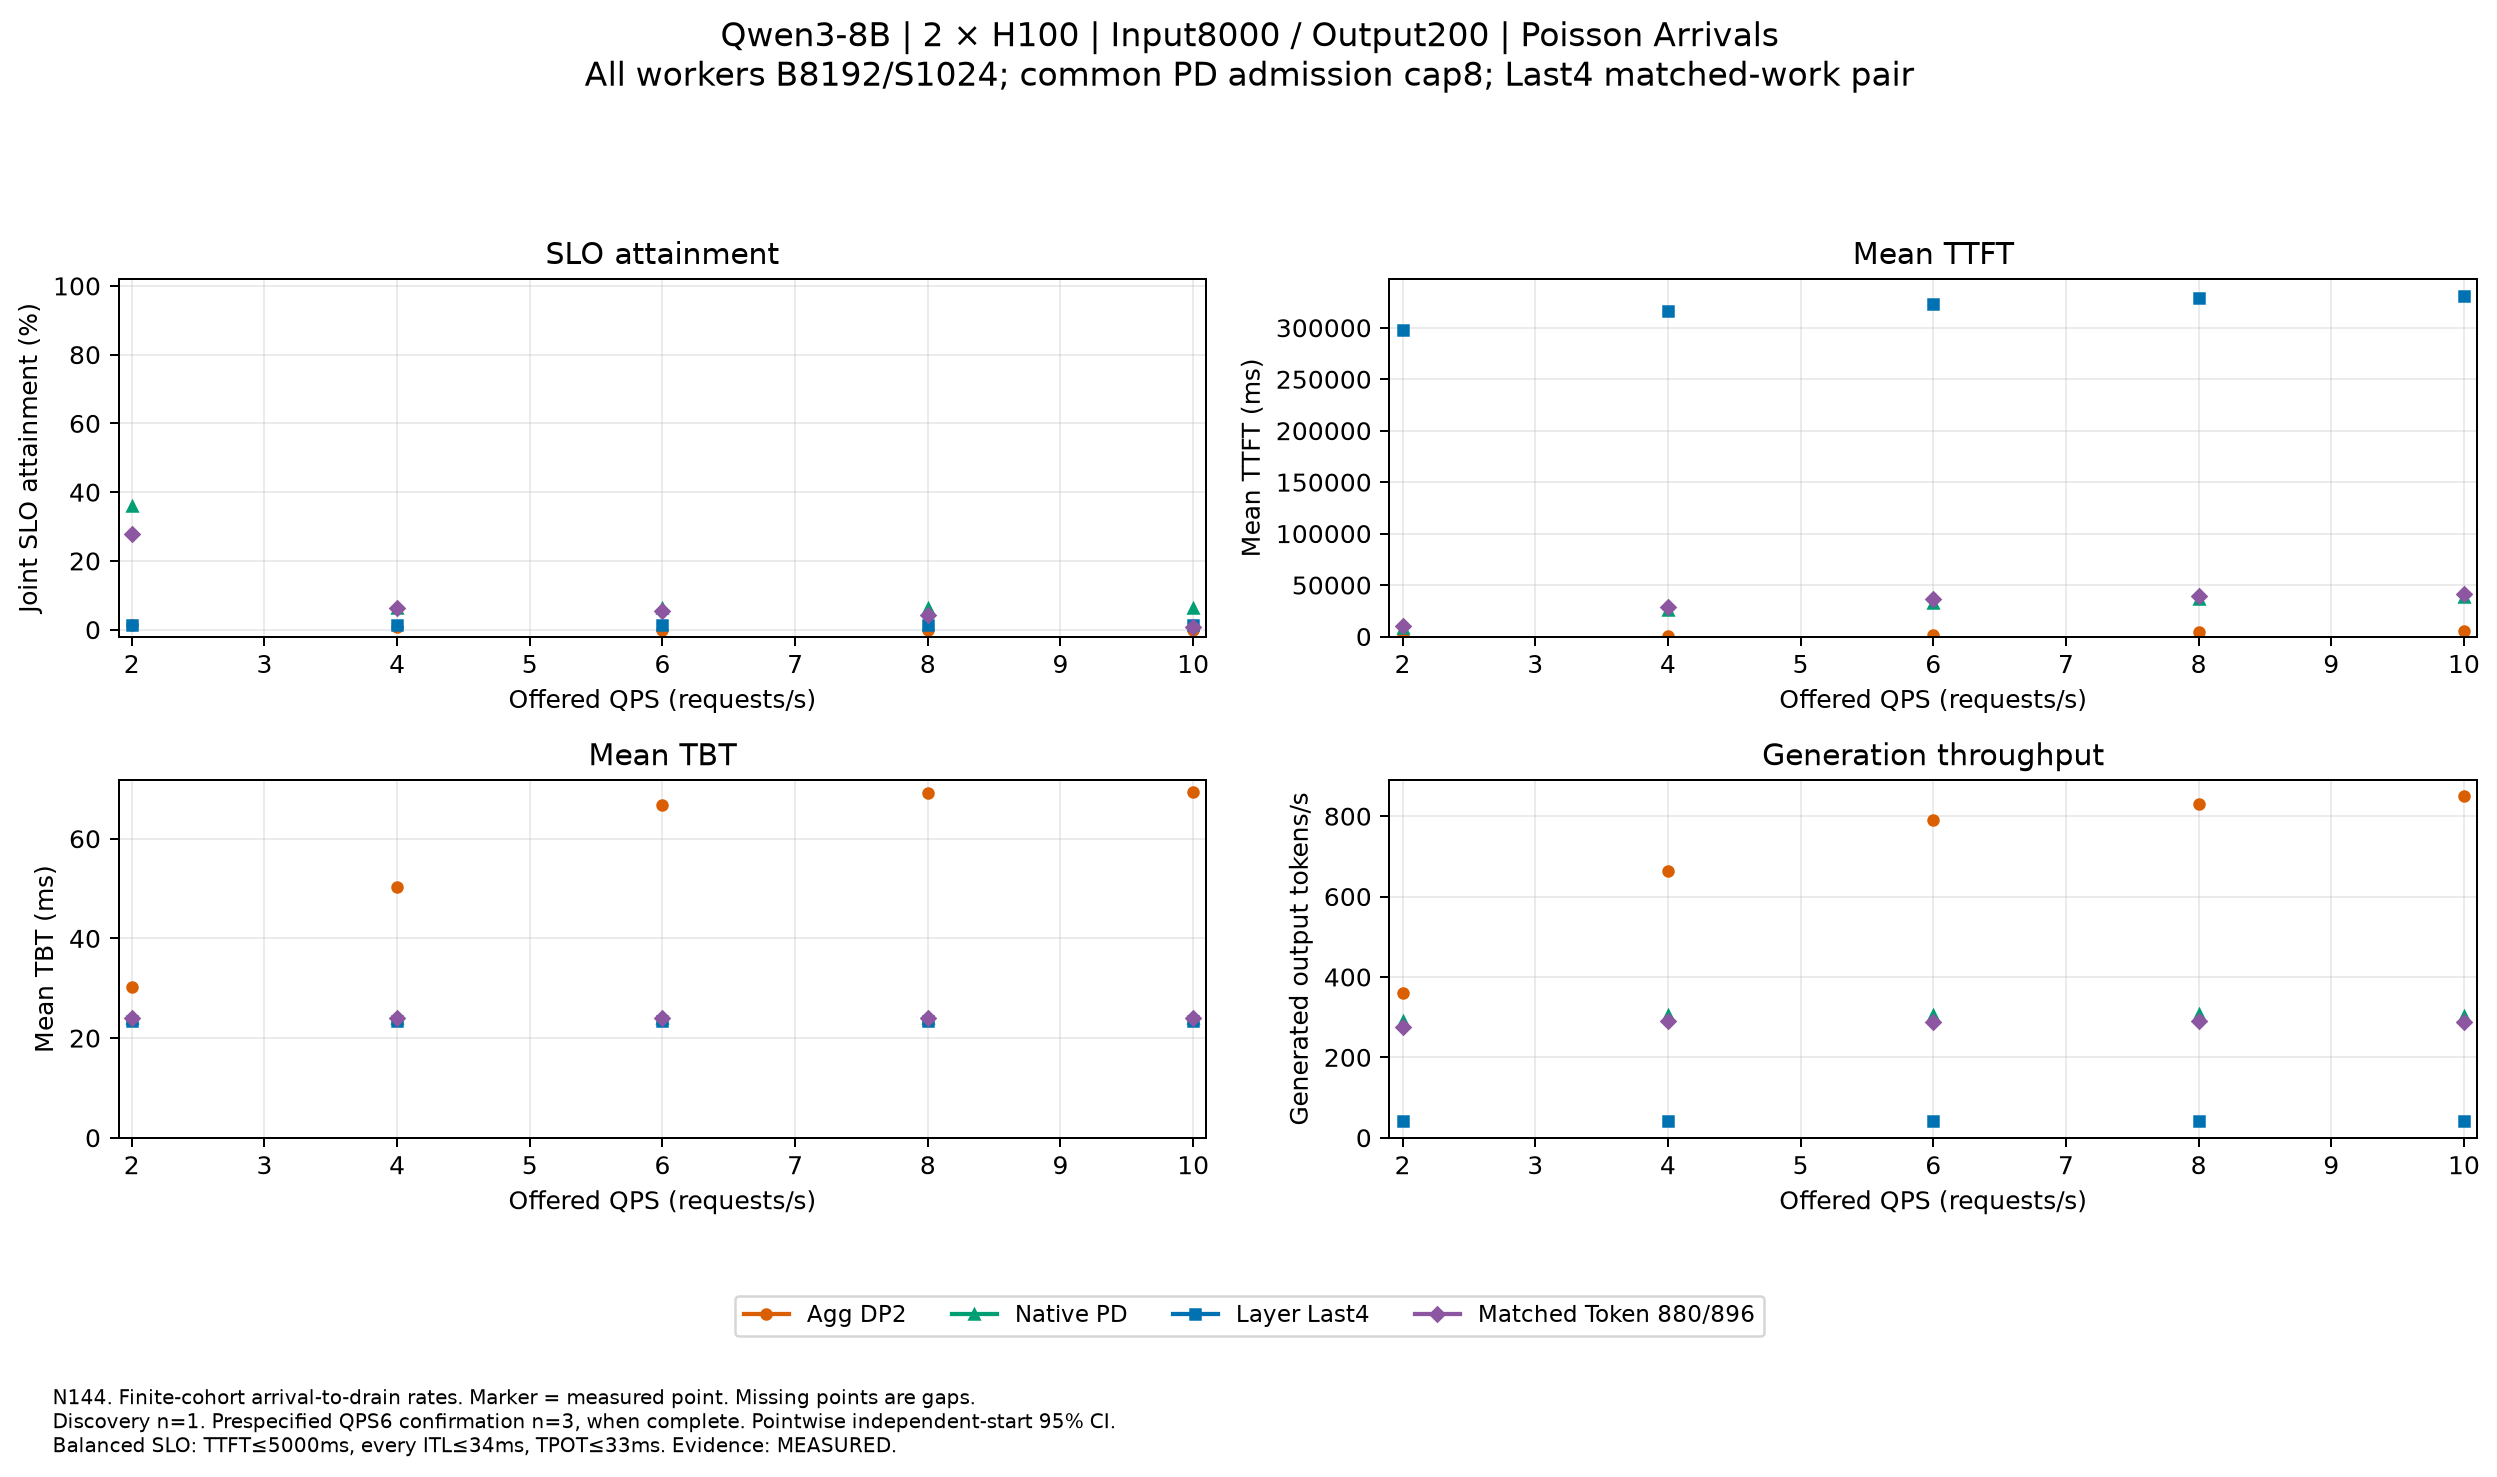 Qwen3-8B | 2 × H100 | Input8000 / Output200 | Poisson Arrivals
All workers B8192/S1024; common PD admission cap8; Last4 matched-work pair
SLO attainment
Joint SLO attainment (%)
100
80
60
40
20
0
2 3 4 5 6 7 8 9 10
Offered QPS (requests/s)
Mean TTFT
Mean TTFT (ms)
300000
250000
200000
150000
100000
50000
0
2 3 4 5 6 7 8 9 10
Offered QPS (requests/s)
Mean TBT
Mean TBT (ms)
60
40
20
0
2 3 4 5 6 7 8 9 10
Offered QPS (requests/s)
Generation throughput
Generated output tokens/s
800
600
400
200
0
2 3 4 5 6 7 8 9 10
Offered QPS (requests/s)
Agg DP2 Native PD Layer Last4 Matched Token 880/896
N144. Finite-cohort arrival-to-drain rates. Marker = measured point. Missing points are gaps.
Discovery n=1. Prespecified QPS6 confirmation n=3, when complete. Pointwise independent-start 95% CI.
Balanced SLO: TTFT≤5000ms, every ITL≤34ms, TPOT≤33ms. Evidence: MEASURED.